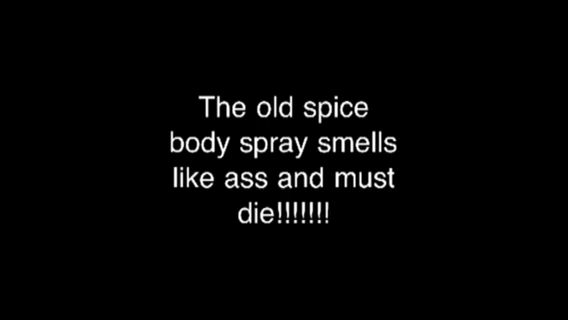 The old spice
body spray smells
like ass and must
die!!!!!!!